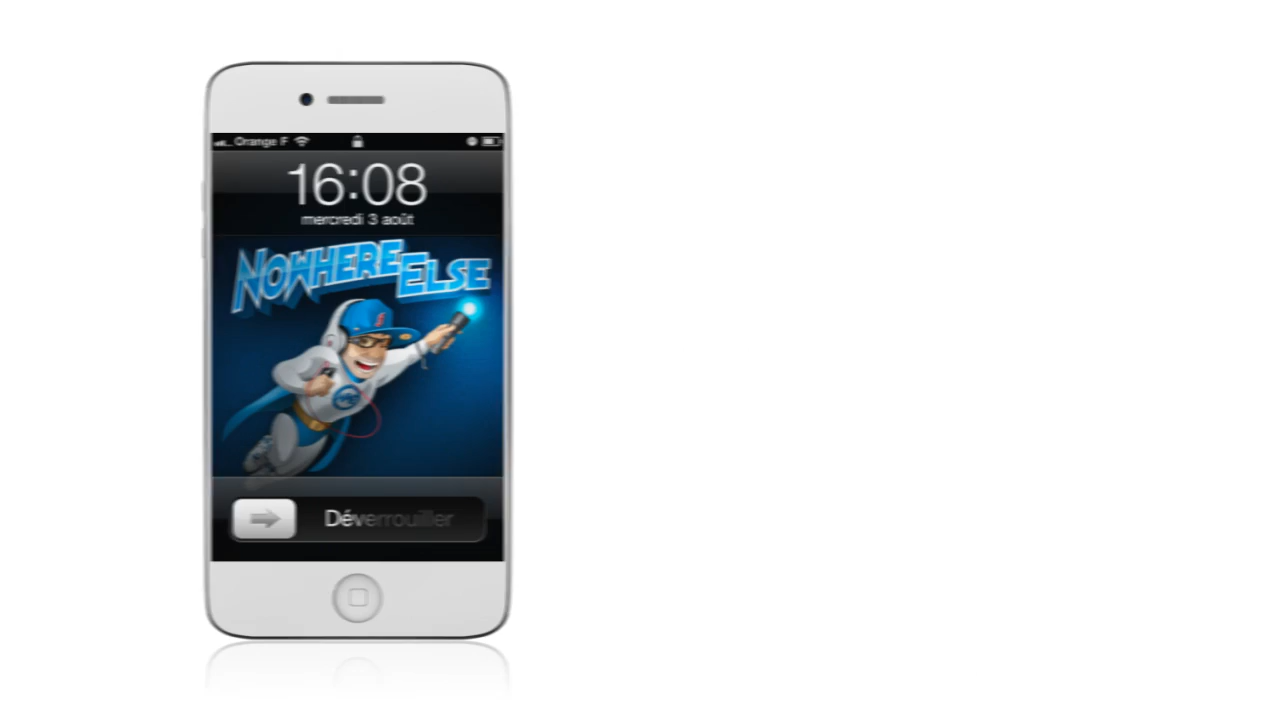 Orange F
16:08
mercredi 3 août
NOWHERE ELSE
Déverrouiller